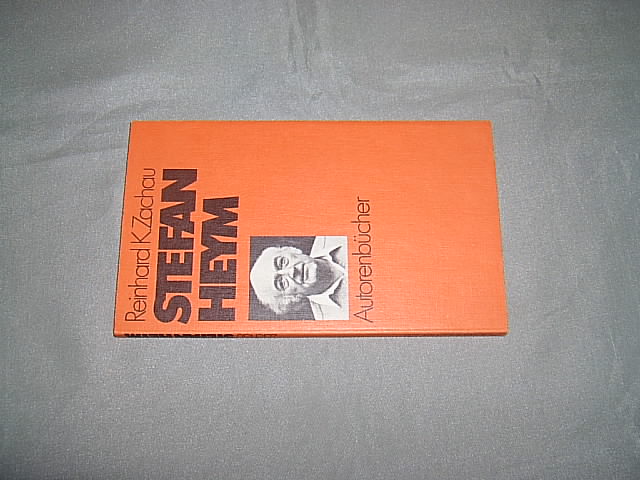 Reinhard K. Zachau
STEFAN
HEYM
Autorenbücher